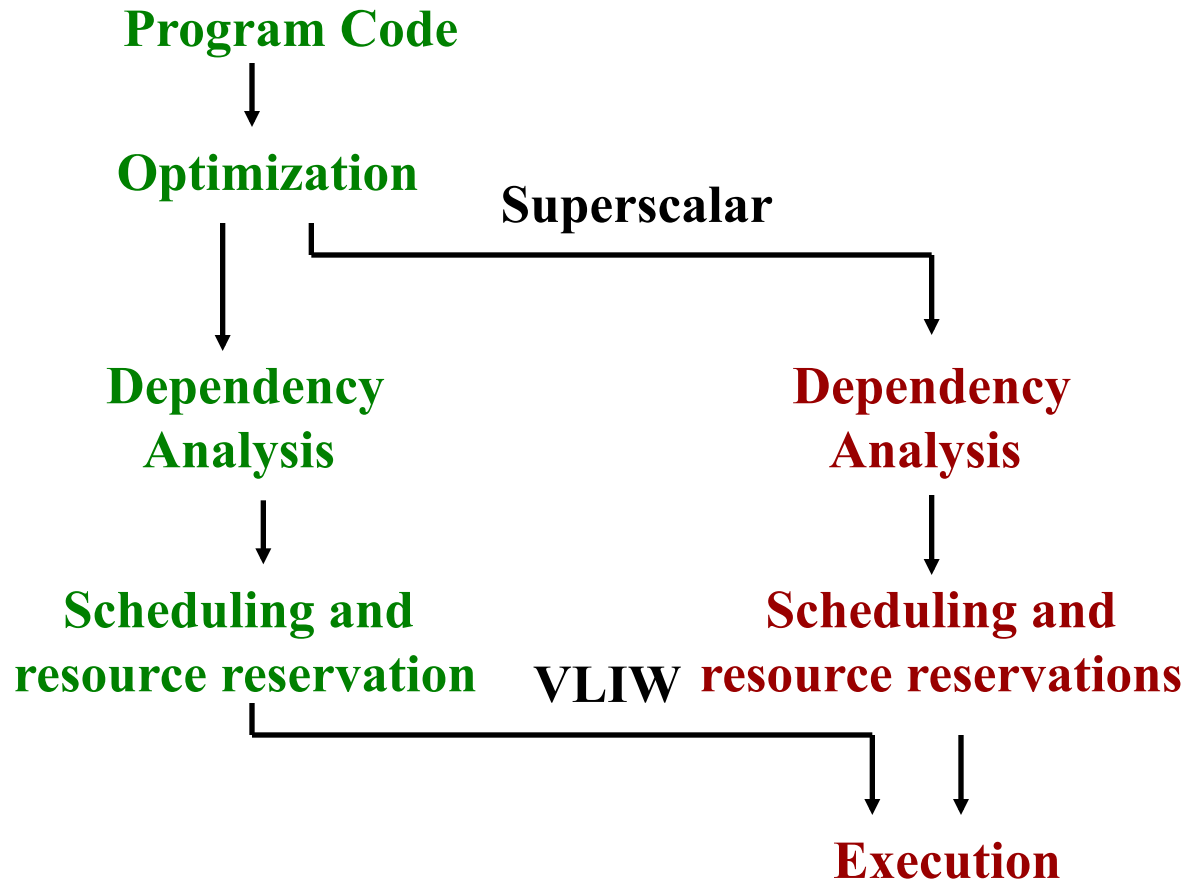 Program Code
Optimization
Superscalar
Dependency
Analysis
Dependency
Analysis
Scheduling and
resource reservation
VLIW
Scheduling and
resource reservations
Execution